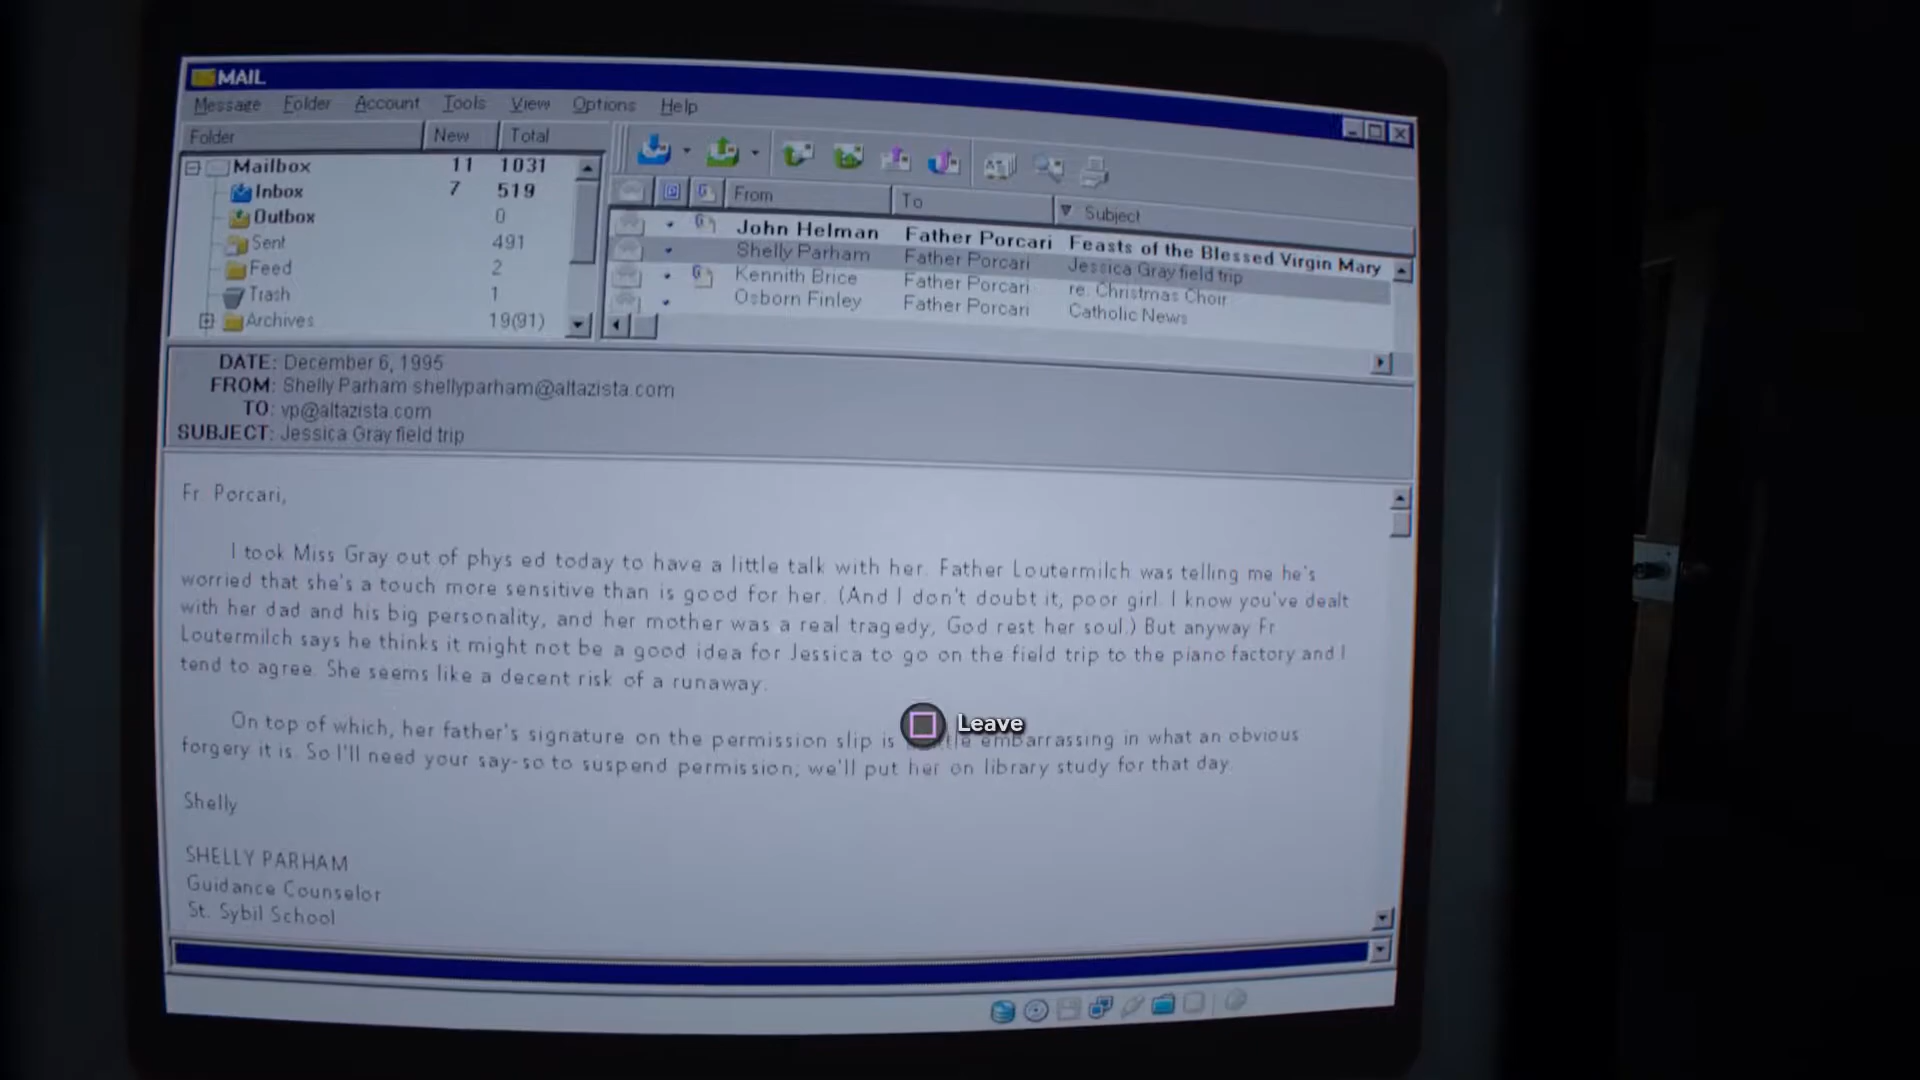 MAIL
Message Folder Account Tools View Options Help
Folder New Total
Mailbox 11 1031
Inbox 7 519
Outbox 0
Sent 491
Feed 2
Trash 1
Archives 19(91)
From To Subject
John Helman Father Porcari Feasts of the Blessed Virgin Mary
Shelly Parham Father Porcari Jessica Gray field trip
Kennith Brice Father Porcari re. Christmas Choir
Osborn Finley Father Porcari Catholic News
DATE: December 6, 1995
FROM: Shelly Parham shellyparham@altazista.com
TO: vp@altazista.com
SUBJECT: Jessica Gray field trip
Fr. Porcari,
I took Miss Gray out of phys ed today to have a little talk with her. Father Loutermilch was telling me he's
worried that she's a touch more sensitive than is good for her. (And I don't doubt it, poor girl. I know you've dealt
with her dad and his big personality, and her mother was a real tragedy, God rest her soul.) But anyway Fr
Loutermilch says he thinks it might not be a good idea for Jessica to go on the field trip to the piano factory and I
tend to agree. She seems like a decent risk of a runaway.
On top of which, her father's signature on the permission slip is embarrassing in what an obvious
forgery it is. So I'll need your say-so to suspend permission; we'll put her on library study for that day.
Leave
Shelly
SHELLY PARHAM
Guidance Counselor
St. Sybil School